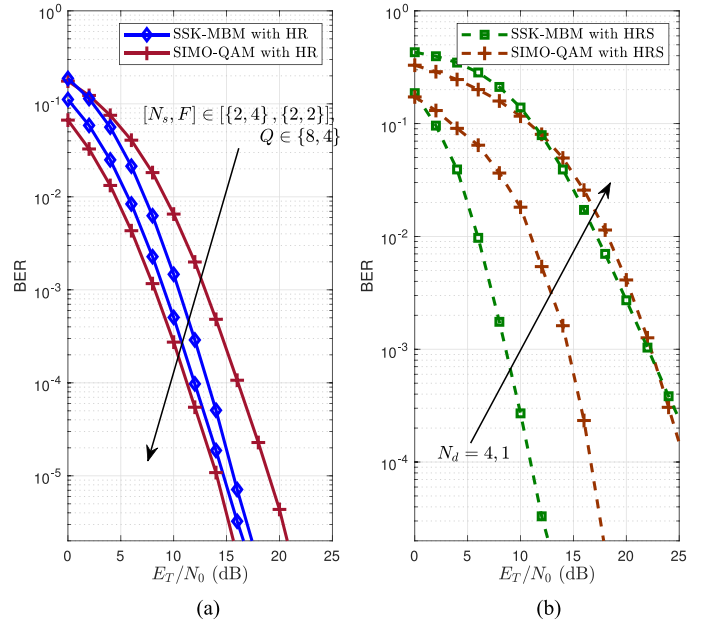 SSK-MBM with HR
SIMO-QAM with HR
[N_s, F] ∈ [{2, 4} , {2, 2}],
Q ∈ {8, 4}
10^-1
10^-2
10^-3
10^-4
10^-5
BER
0 5 10 15 20 25
E_T/N_0 (dB)
(a)
SSK-MBM with HRS
SIMO-QAM with HRS
N_d = 4, 1
10^0
10^-1
10^-2
10^-3
10^-4
BER
0 5 10 15 20 25
E_T/N_0 (dB)
(b)